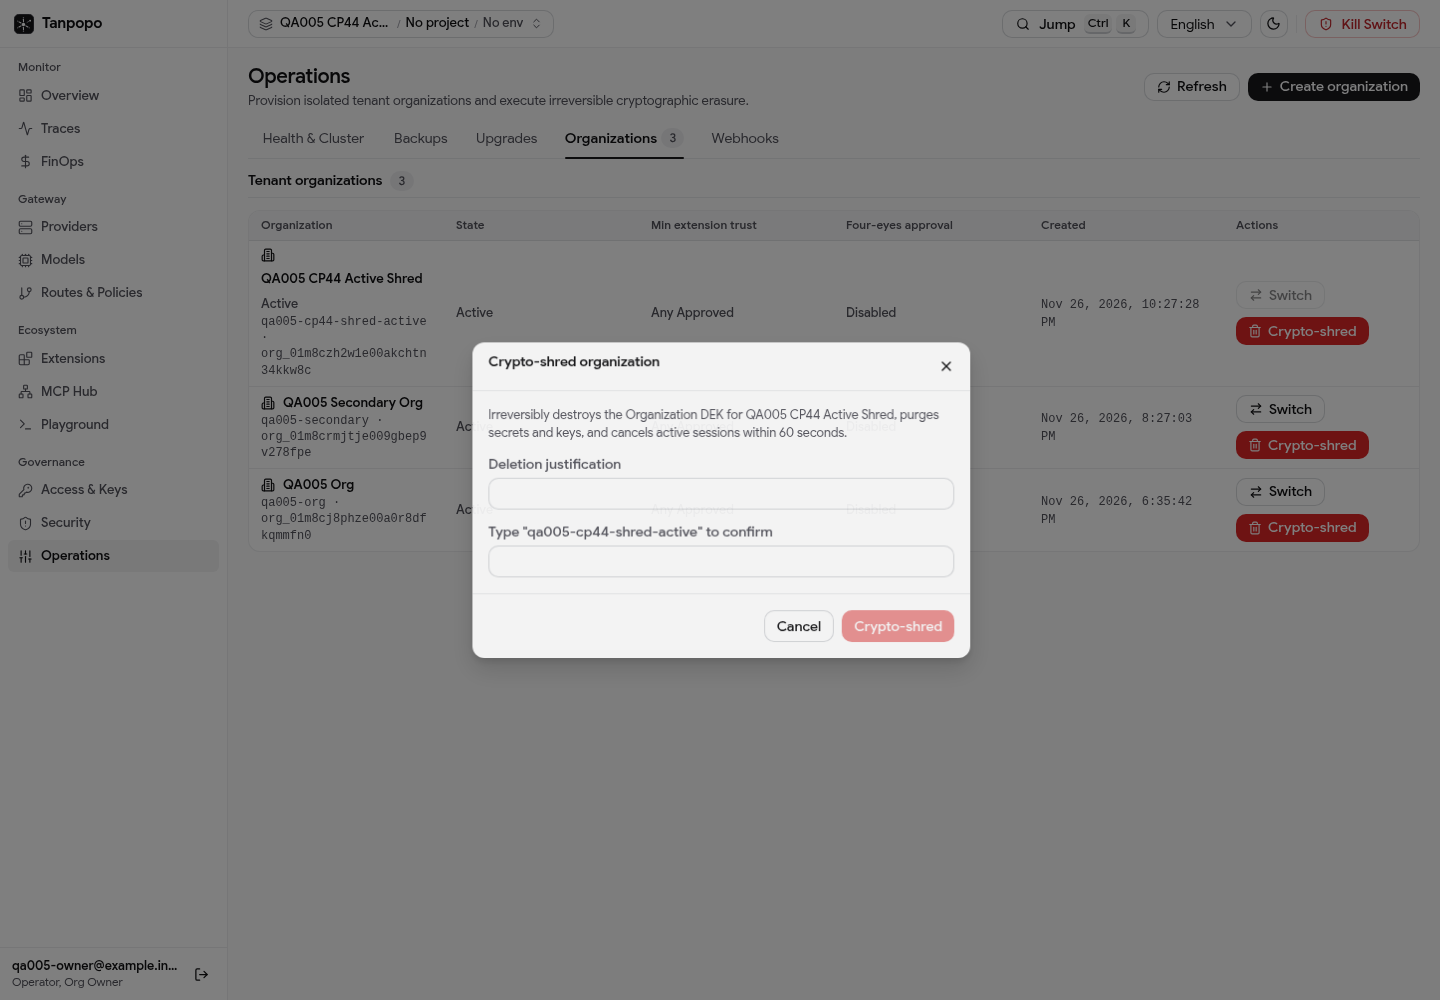 Tanpopo
QA005 CP44 Ac... / No project / No env
Jump Ctrl K
English
Kill Switch
Monitor
Overview
Traces
FinOps
Gateway
Providers
Models
Routes & Policies
Ecosystem
Extensions
MCP Hub
Playground
Governance
Access & Keys
Security
Operations
qa005-owner@example.in...
Operator, Org Owner
Operations
Provision isolated tenant organizations and execute irreversible cryptographic erasure.
Refresh
Create organization
Health & Cluster Backups Upgrades Organizations 3 Webhooks
Tenant organizations 3
Organization State Min extension trust Four-eyes approval Created Actions
QA005 CP44 Active Shred
Active
qa005-cp44-shred-active
·
org_01m8czh2w1e00akchtn
34kkw8c
Active
Any Approved
Disabled
Nov 26, 2026, 10:27:28
PM
Switch
Crypto-shred
QA005 Secondary Org
qa005-secondary ·
org_01m8crmjtje009gbep9
v278fpe
Active
Disabled
Nov 26, 2026, 8:27:03
PM
Switch
Crypto-shred
QA005 Org
qa005-org ·
org_01m8cj8phze00a0r8df
kqmmfn0
Active
Any Approved
Disabled
Nov 26, 2026, 6:35:42
PM
Switch
Crypto-shred
Crypto-shred organization
Irreversibly destroys the Organization DEK for QA005 CP44 Active Shred, purges
secrets and keys, and cancels active sessions within 60 seconds.
Deletion justification
Type "qa005-cp44-shred-active" to confirm
Cancel
Crypto-shred